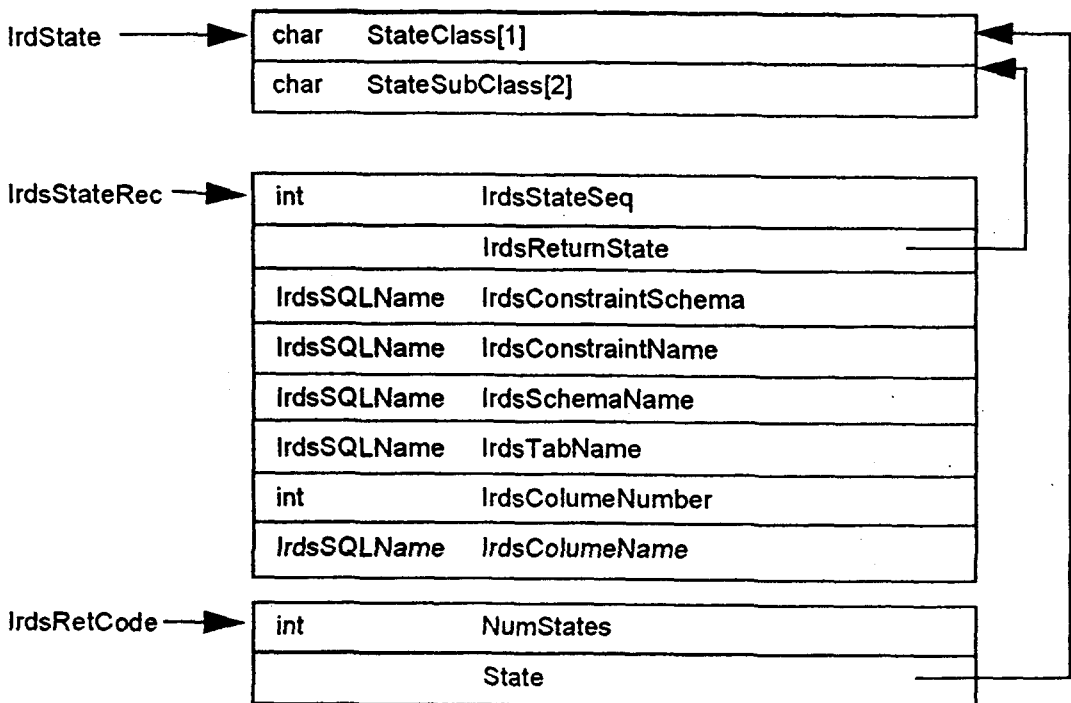 IrdState
char StateClass[1]
char StateSubClass[2]
IrdsStateRec
int IrdsStateSeq
IrdsReturnState
IrdsSQLName IrdsConstraintSchema
IrdsSQLName IrdsConstraintName
IrdsSQLName IrdsSchemaName
IrdsSQLName IrdsTabName
int IrdsColumeNumber
IrdsSQLName IrdsColumeName
IrdsRetCode
int NumStates
State